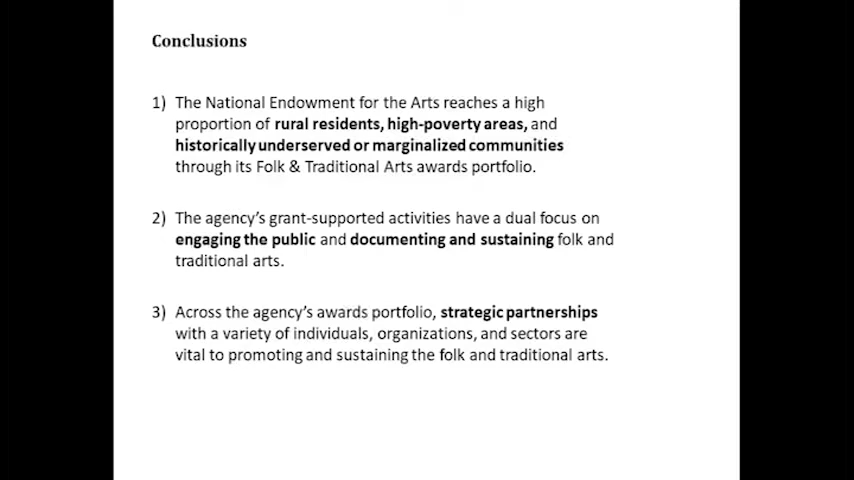 Conclusions
1) The National Endowment for the Arts reaches a high
proportion of rural residents, high-poverty areas, and
historically underserved or marginalized communities
through its Folk & Traditional Arts awards portfolio.
2) The agency’s grant-supported activities have a dual focus on
engaging the public and documenting and sustaining folk and
traditional arts.
3) Across the agency’s awards portfolio, strategic partnerships
with a variety of individuals, organizations, and sectors are
vital to promoting and sustaining the folk and traditional arts.